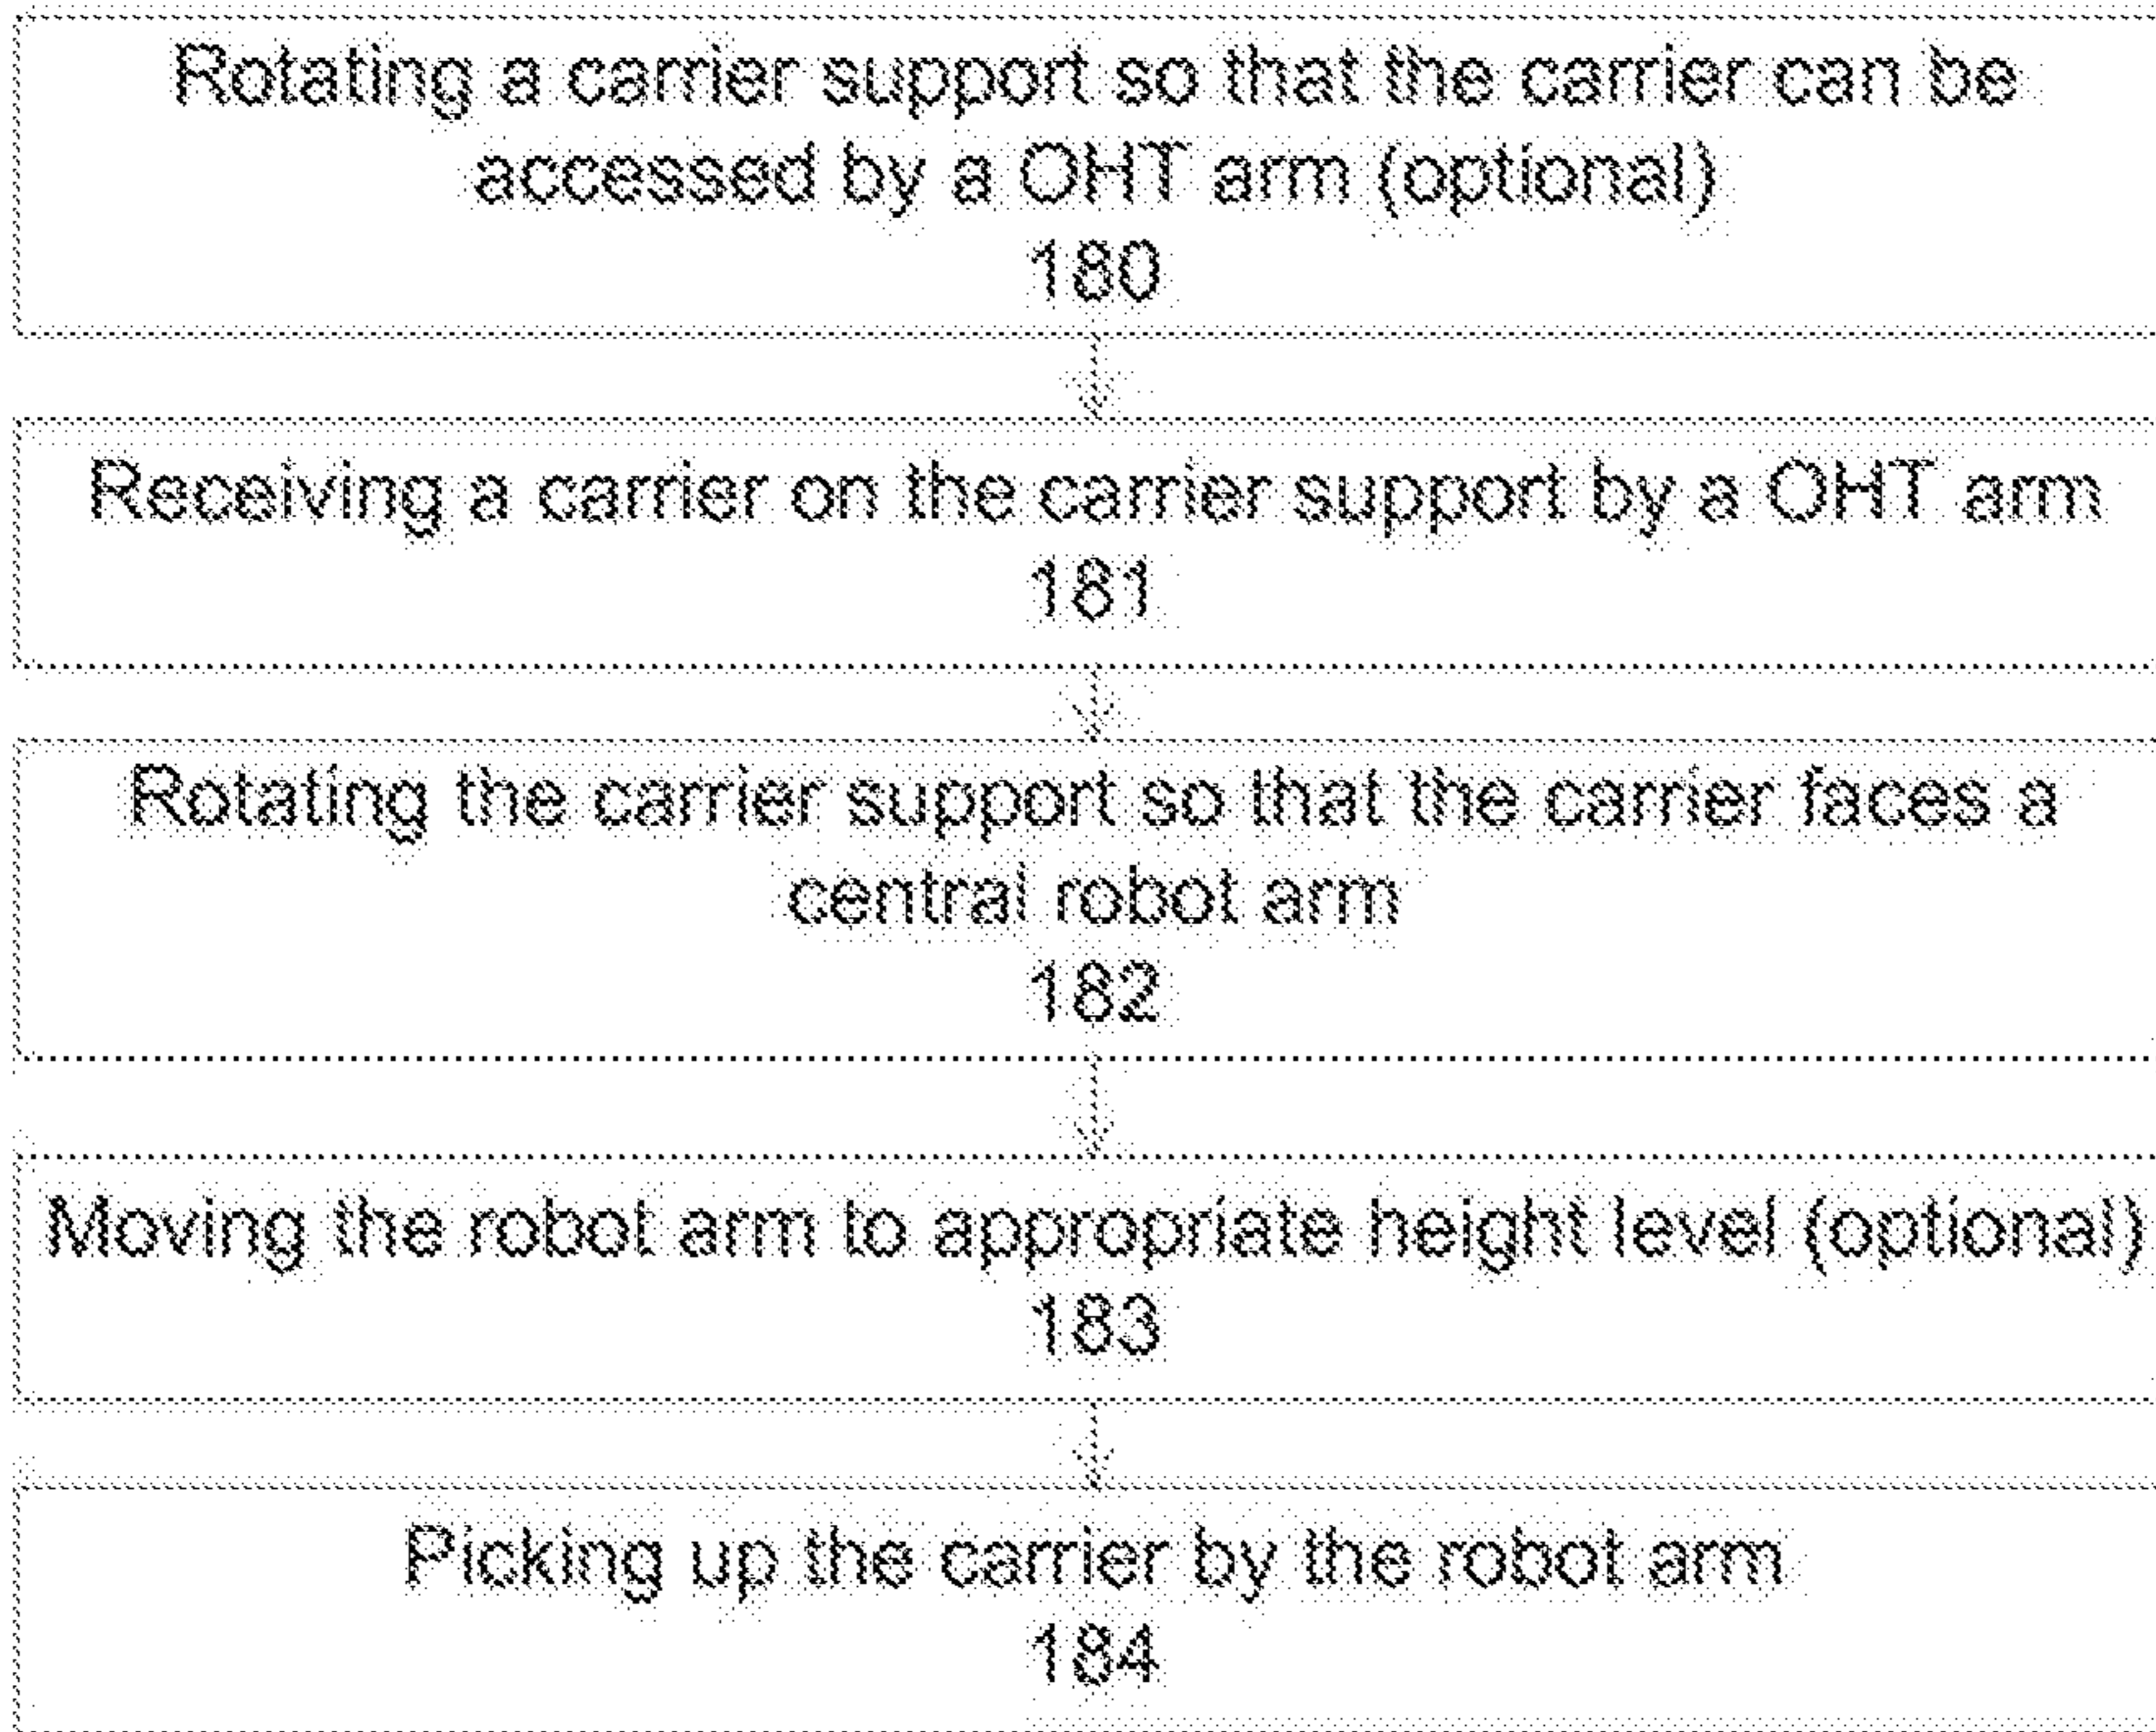 Rotating a carrier support so that the carrier can be
accessed by a OHT arm (optional)
180
Receiving a carrier on the carrier support by a OHT arm
181
Rotating the carrier support so that the carrier faces a
central robot arm
182
Moving the robot arm to appropriate height level (optional)
183
Picking up the carrier by the robot arm
184